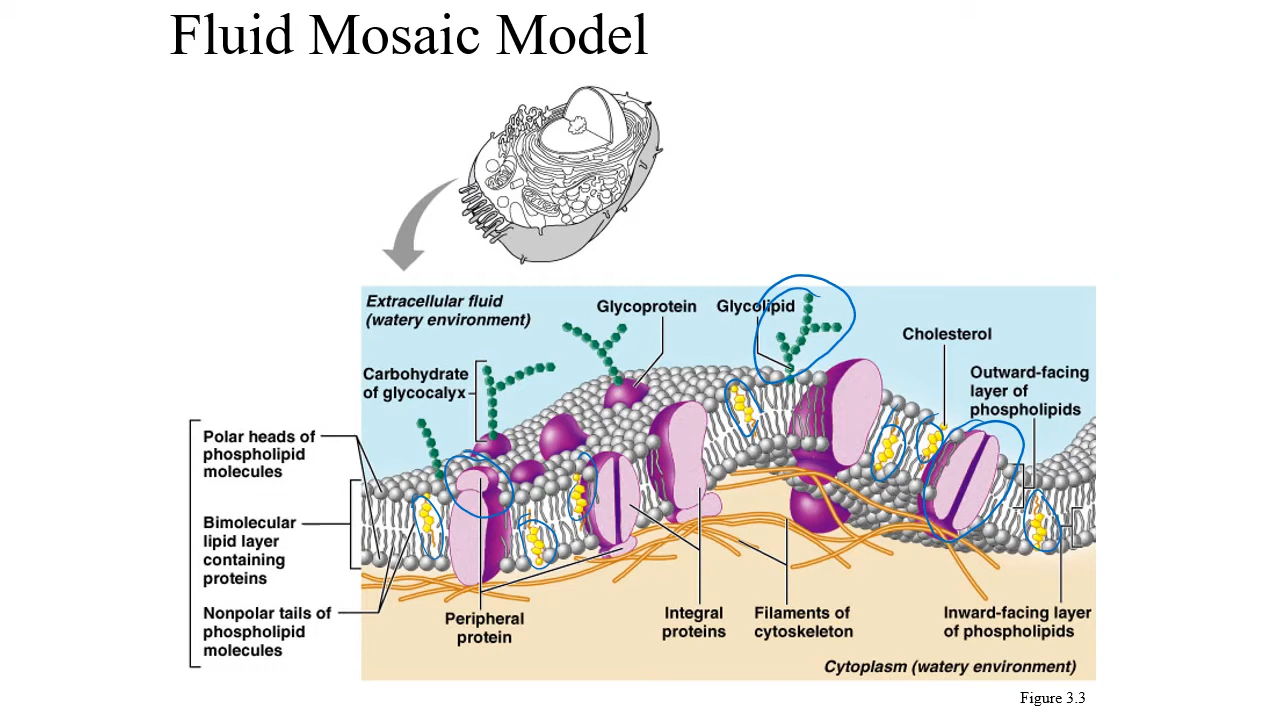 Fluid Mosaic Model
Extracellular fluid
(watery environment)
Glycoprotein
Glycolipid
Cholesterol
Carbohydrate
of glycocalyx
Outward-facing
layer of
phospholipids
Polar heads of
phospholipid
molecules
Bimolecular
lipid layer
containing
proteins
Nonpolar tails of
phospholipid
molecules
Peripheral
protein
Integral
proteins
Filaments of
cytoskeleton
Inward-facing layer
of phospholipids
Cytoplasm (watery environment)
Figure 3.3